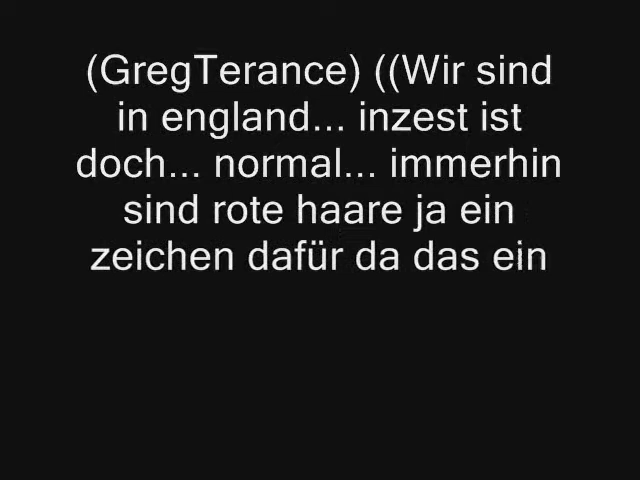 (GregTerance) ((Wir sind
in england... inzest ist
doch... normal... immerhin
sind rote haare ja ein
zeichen dafür da das ein